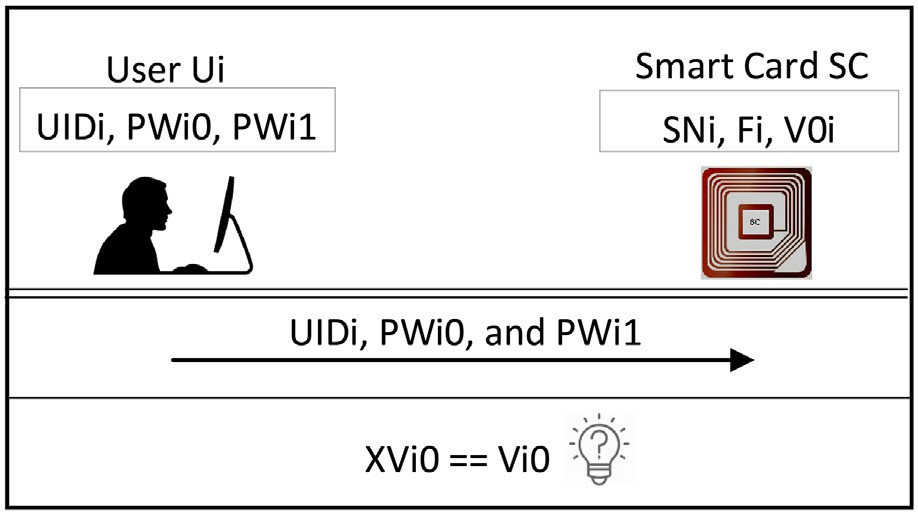 User Ui
Smart Card SC
UIDi, PWi0, PWi1
SNi, Fi, V0i
SC
UIDi, PWi0, and PWi1
XVi0 == Vi0
?